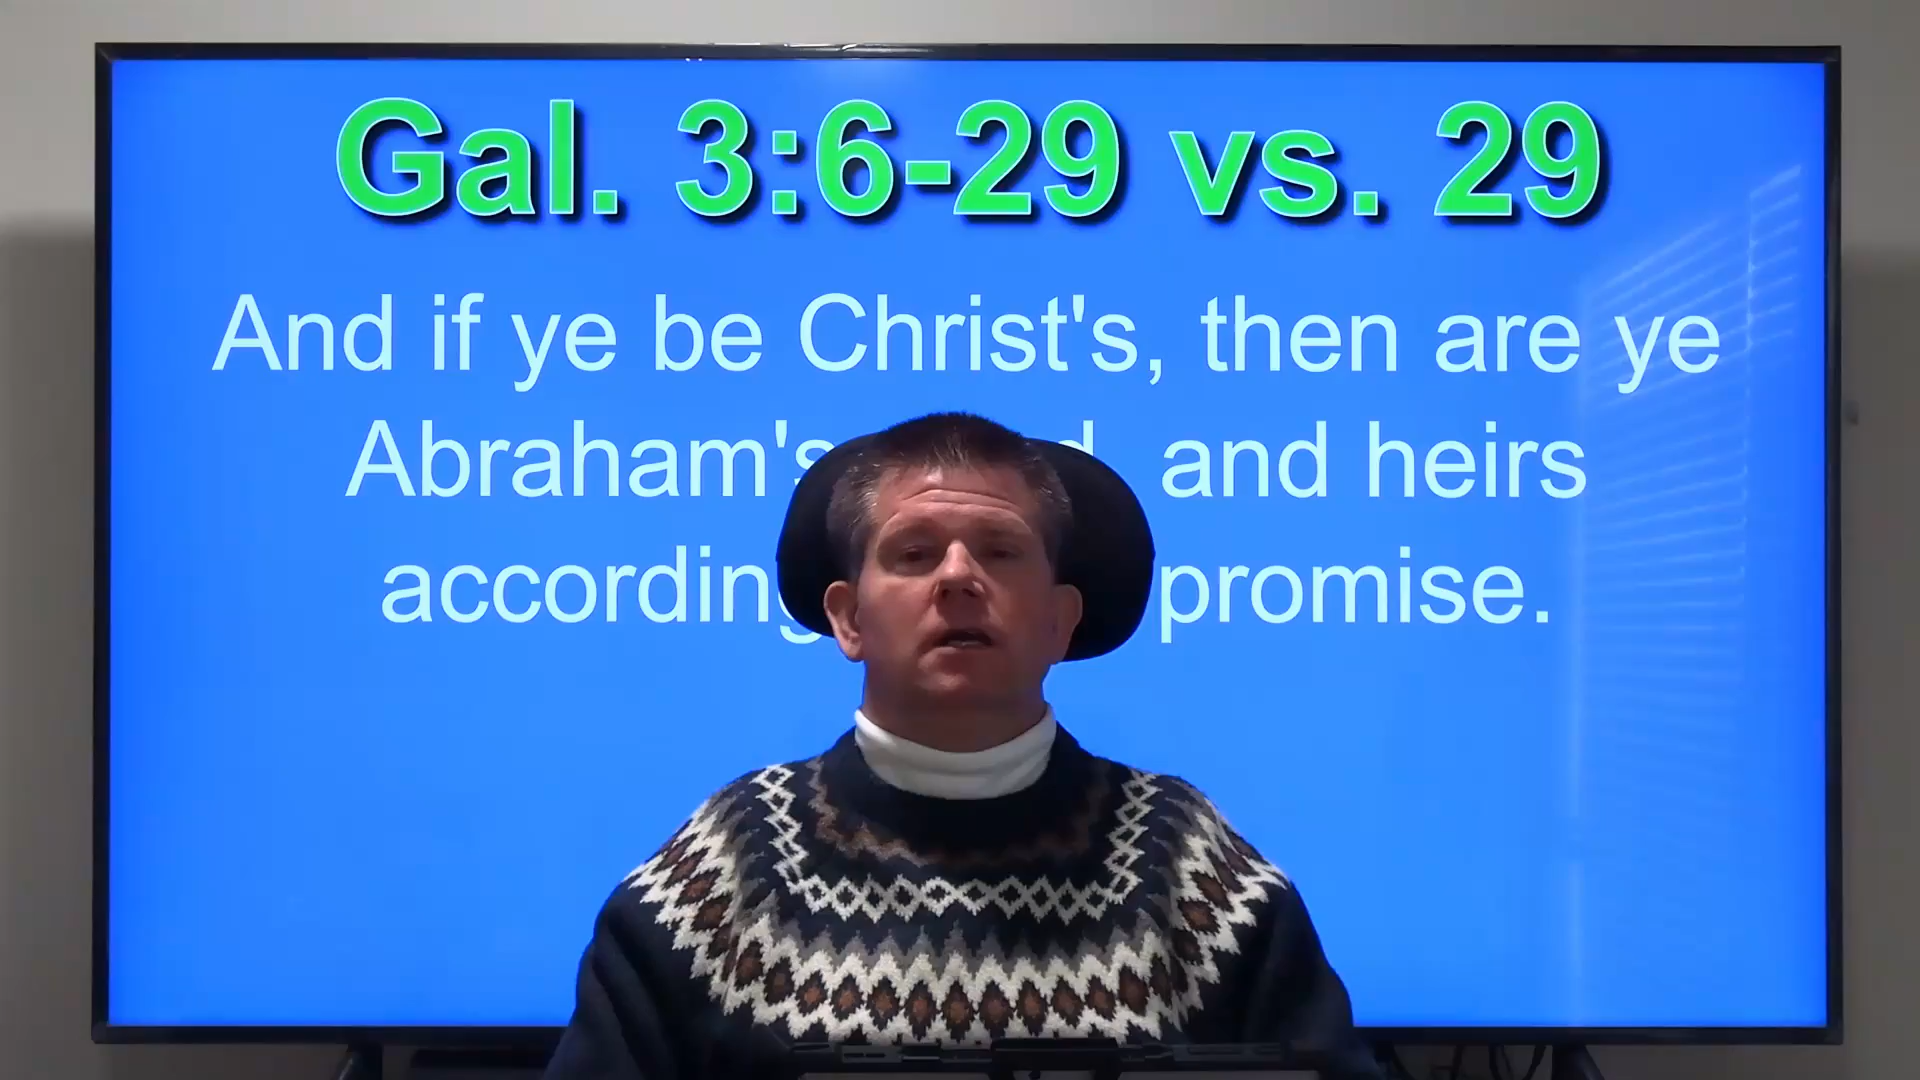 Gal. 3:6-29 vs. 29
And if ye be Christ's, then are ye
Abraham's and heirs
according promise.